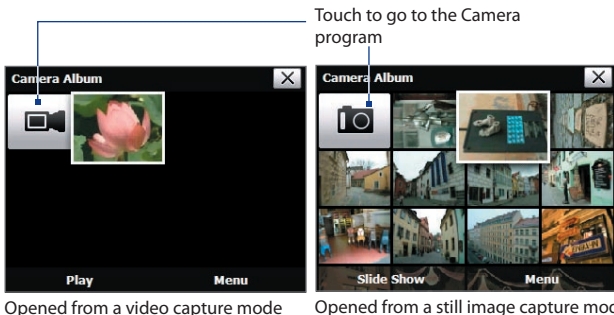 Touch to go to the Camera
program
Camera Album
Play Menu
Opened from a video capture mode
Camera Album
Slide Show Menu
Opened from a still image capture